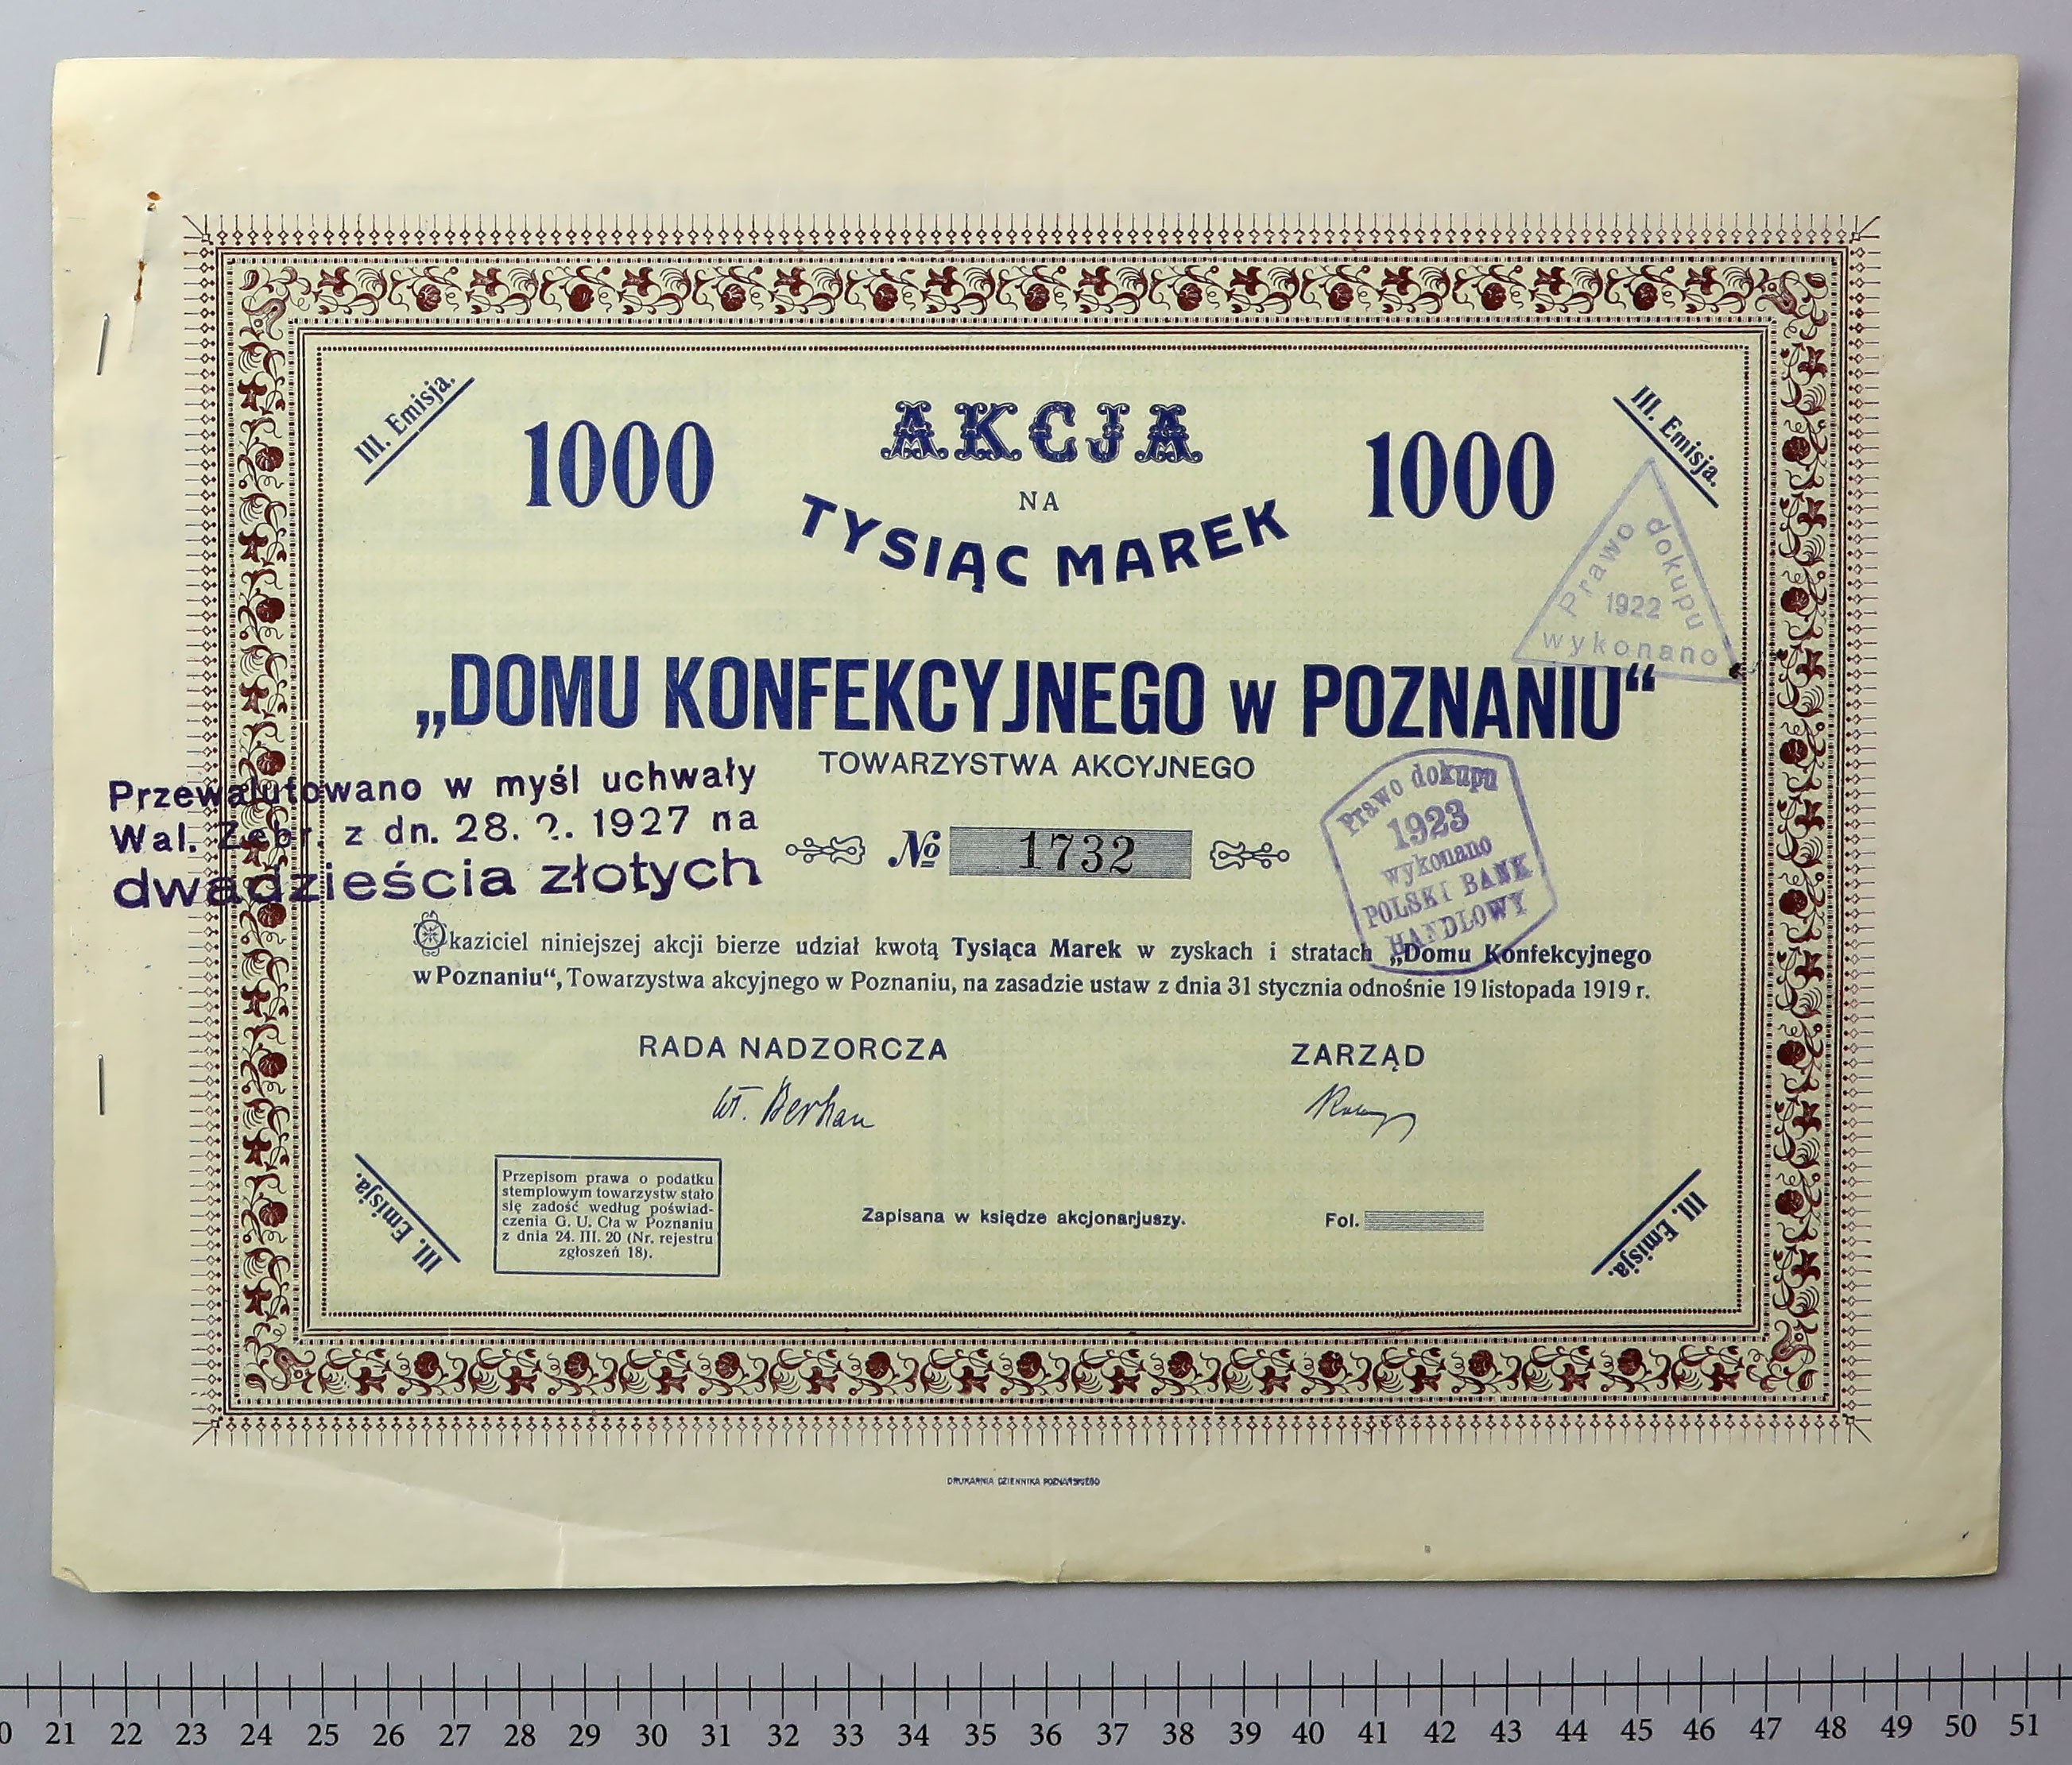 III. Emisja.
III. Emisja.
1000
AKCJA
1000
NA
TYSIĄC MAREK
Prawo dokupu
1922
wykonano
„DOMU KONFEKCYJNEGO w POZNANIU“
TOWARZYSTWA AKCYJNEGO
Przewalutowano w myśl uchwały
Wal. Zebr. z dn. 28. 2. 1927 na
dwadzieścia złotych
№ 1732
Prawo dokupu
1923
wykonano
POLSKI BANK
HANDLOWY
Okaziciel niniejszej akcji bierze udział kwotą Tysiąca Marek w zyskach i stratach „Domu Konfekcyjnego
w Poznaniu“, Towarzystwa akcyjnego w Poznaniu, na zasadzie ustaw z dnia 31 stycznia odnośnie 19 listopada 1919 r.
RADA NADZORCZA
ZARZĄD
Wł. Berkan
III. Emisja.
Przepisom prawa o podatku
stemplowym towarzystw stało
się zadość według poświad-
czenia G. U. Cła w Poznaniu
z dnia 24. III. 20 (Nr. rejestru
zgłoszeń 18).
Zapisana w księdze akcjonarjuszy.
Fol.
III. Emisja.
DRUKARNIA DZIENNIKA POZNAŃSKIEGO
0 21 22 23 24 25 26 27 28 29 30 31 32 33 34 35 36 37 38 39 40 41 42 43 44 45 46 47 48 49 50 51